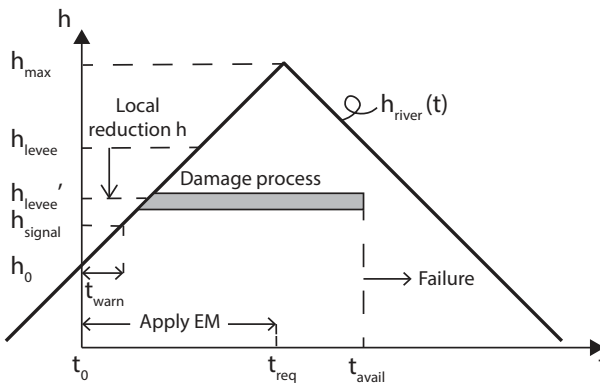 h
h_max
Local
reduction h
h_river (t)
h_levee
Damage process
h_levee'
h_signal
h_0
t_warn
Failure
Apply EM
t_0
t_req
t_avail